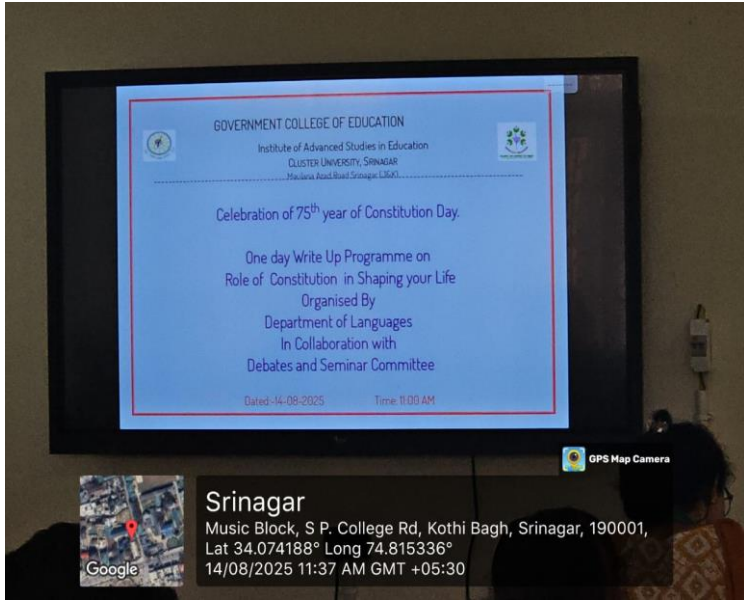 GOVERNMENT COLLEGE OF EDUCATION
Institute of Advanced Studies in Education
CLUSTER UNIVERSITY, SRINAGAR
Maulana Azad Road Srinagar (J&K)
Celebration of 75th year of Constitution Day.
One day Write Up Programme on
Role of Constitution in Shaping your Life
Organised By
Department of Languages
In Collaboration with
Debates and Seminar Committee
Dated:-14-08-2025 Time: 11:00 AM
GPS Map Camera
Srinagar
Music Block, S P. College Rd, Kothi Bagh, Srinagar, 190001,
Lat 34.074188° Long 74.815336°
14/08/2025 11:37 AM GMT +05:30
Google